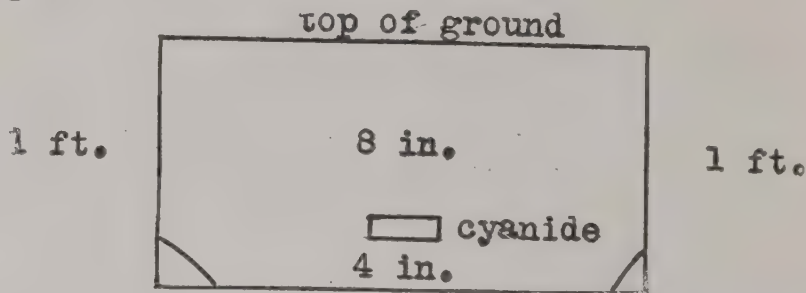 top of ground
1 ft.
8 in.
1 ft.
cyanide
4 in.